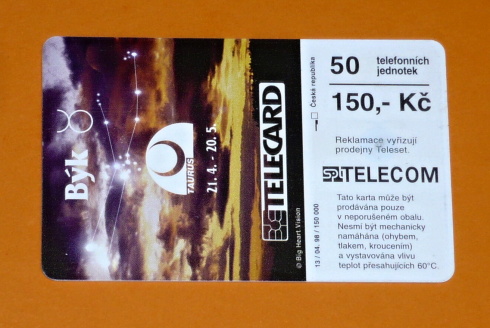 Býk
TAURUS
21. 4. - 20. 5.
TELECARD
© Big Heart Vision
13 / 04. 98 / 150 000
Česká republika
50 telefonních
jednotek
150,- Kč
Reklamace vyřizují
prodejny Teleset.
SPT TELECOM
Tato karta může být
prodávána pouze
v neporušeném obalu.
Nesmí být mechanicky
namáhána (ohybem,
tlakem, kroucením)
a vystavována vlivu
teplot přesahujících 60°C.